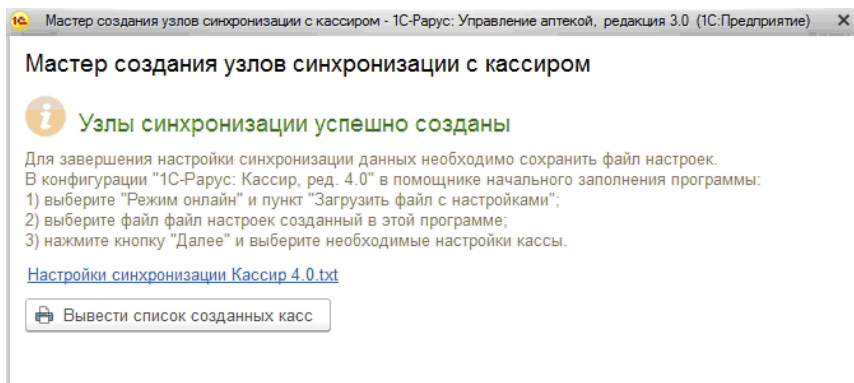 Мастер создания узлов синхронизации с кассиром - 1С-Рарус: Управление аптекой, редакция 3.0 (1С:Предприятие)
Мастер создания узлов синхронизации с кассиром
Узлы синхронизации успешно созданы
Для завершения настройки синхронизации данных необходимо сохранить файл настроек.
В конфигурации "1С-Рарус: Кассир, ред. 4.0" в помощнике начального заполнения программы:
1) выберите "Режим онлайн" и пункт "Загрузить файл с настройками";
2) выберите файл файл настроек созданный в этой программе;
3) нажмите кнопку "Далее" и выберите необходимые настройки кассы.
Настройки синхронизации Кассир 4.0.txt
Вывести список созданных касс